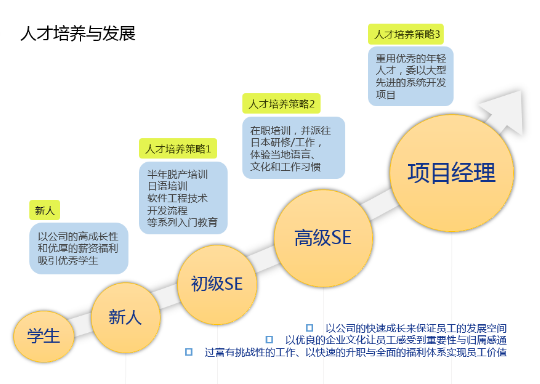 人才培养与发展
人才培养策略3
重用优秀的年轻
人才，委以大型
先进的系统开发
项目
人才培养策略2
在职培训，并派往
日本研修/工作，
体验当地语言、
文化和工作习惯
人才培养策略1
半年脱产培训
日语培训
软件工程技术
开发流程
等系列入门教育
新人
以公司的高成长性
和优厚的薪资福利
吸引优秀学生
学生
新人
初级SE
高级SE
项目经理
以公司的快速成长来保证员工的发展空间
以优良的企业文化让员工感受到重要性与归属感通
过富有挑战性的工作、以快速的升职与全面的福利体系实现员工价值